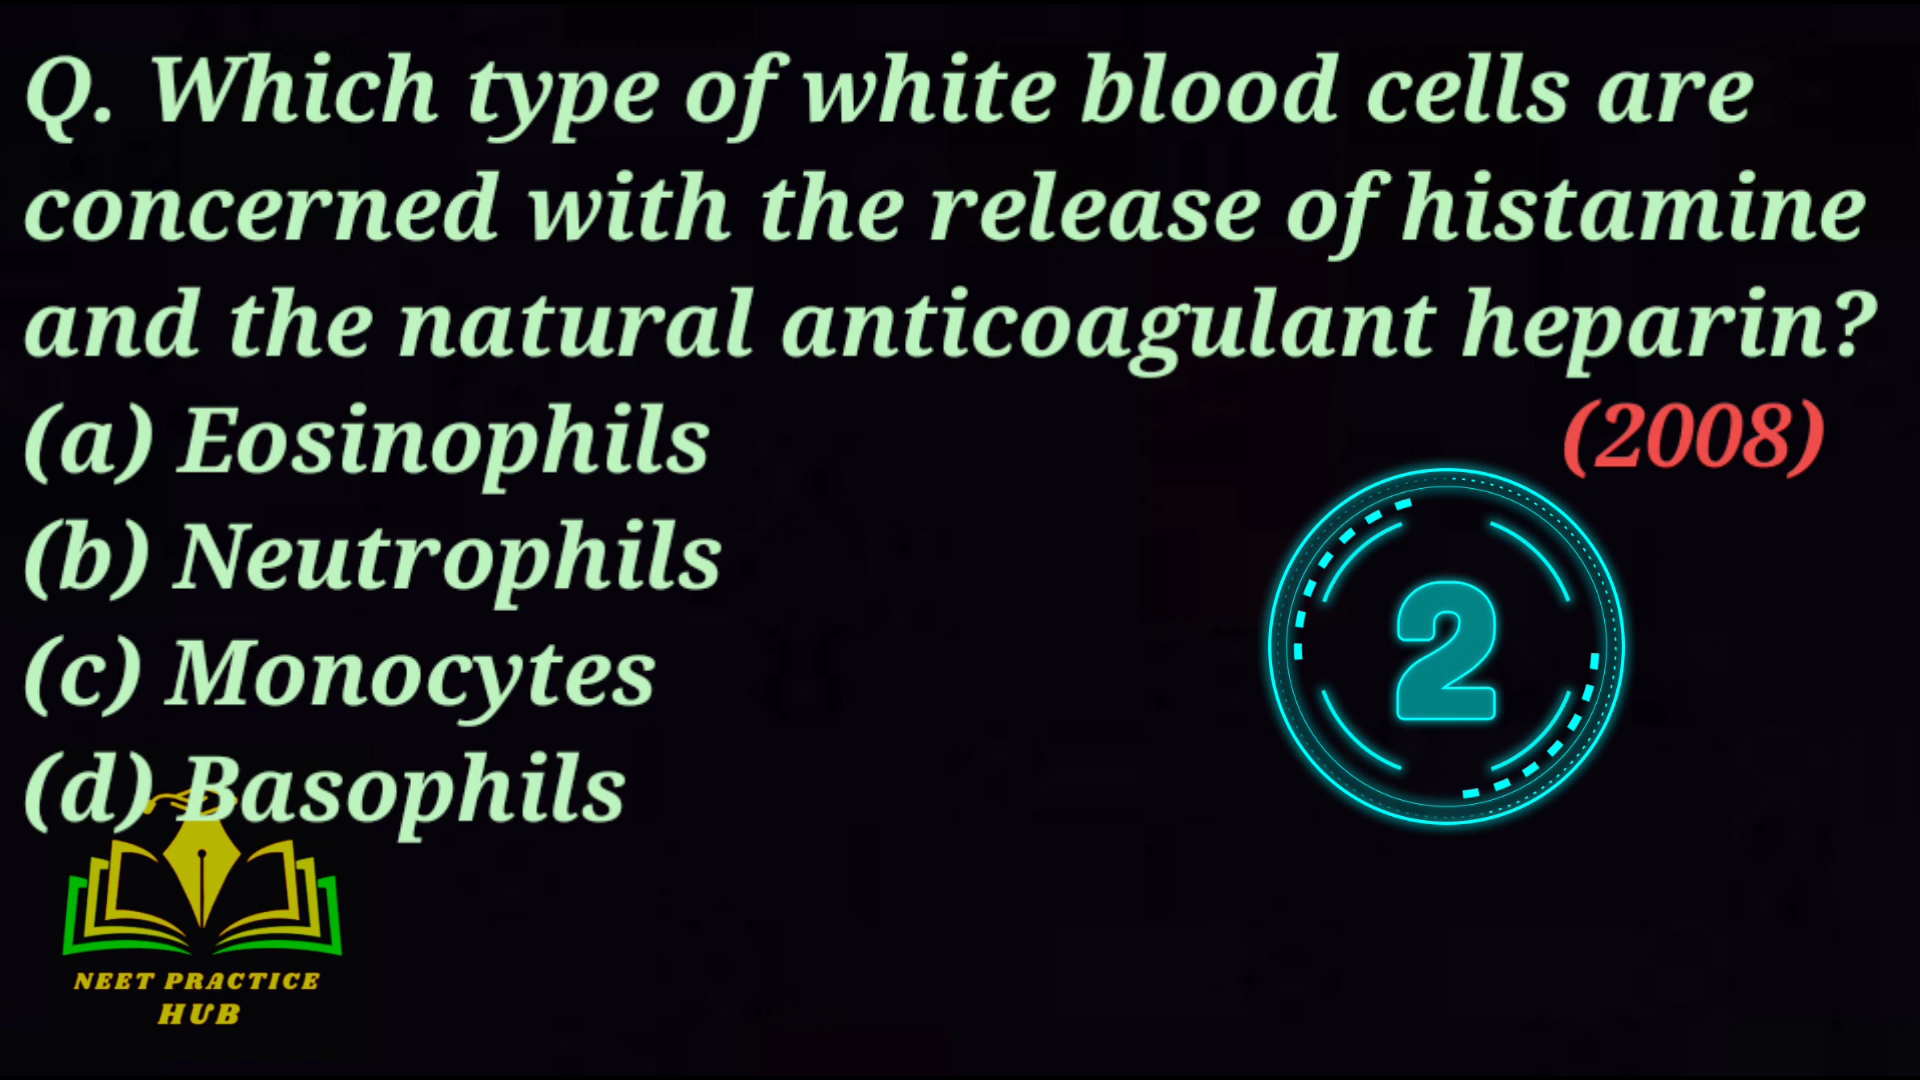 Q. Which type of white blood cells are
concerned with the release of histamine
and the natural anticoagulant heparin?
(a) Eosinophils
(2008)
(b) Neutrophils
2
(c) Monocytes
(d) Basophils
NEET PRACTICE
HUB